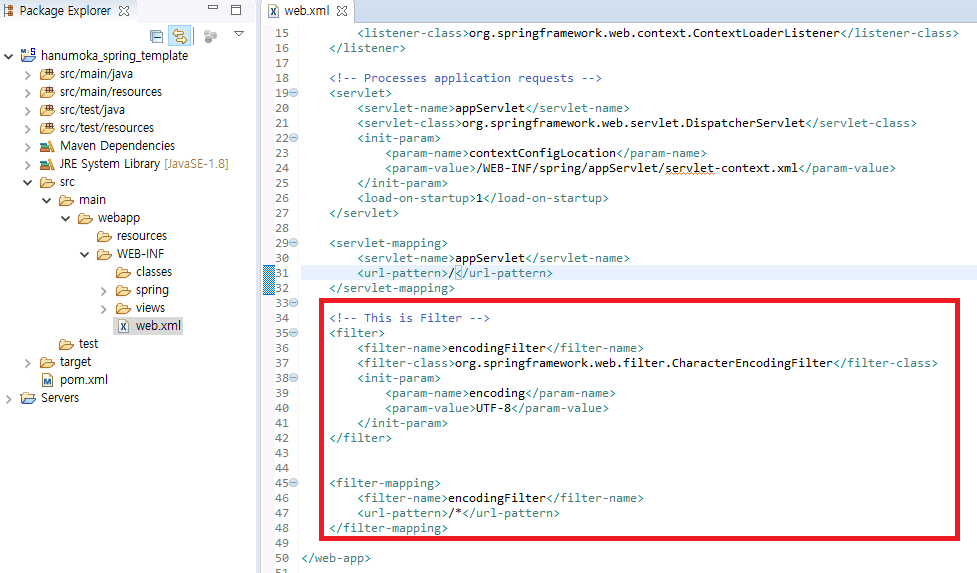 Package Explorer
hanumoka_spring_template
src/main/java
src/main/resources
src/test/java
src/test/resources
Maven Dependencies
JRE System Library [JavaSE-1.8]
src
main
webapp
resources
WEB-INF
classes
spring
views
web.xml
test
target
pom.xml
Servers
web.xml
15 <listener-class>org.springframework.web.context.ContextLoaderListener</listener-class>
16 </listener>
17
18 <!-- Processes application requests -->
19 <servlet>
20 <servlet-name>appServlet</servlet-name>
21 <servlet-class>org.springframework.web.servlet.DispatcherServlet</servlet-class>
22 <init-param>
23 <param-name>contextConfigLocation</param-name>
24 <param-value>/WEB-INF/spring/appServlet/servlet-context.xml</param-value>
25 </init-param>
26 <load-on-startup>1</load-on-startup>
27 </servlet>
28
29 <servlet-mapping>
30 <servlet-name>appServlet</servlet-name>
31 <url-pattern>/</url-pattern>
32 </servlet-mapping>
33
34 <!-- This is Filter -->
35 <filter>
36 <filter-name>encodingFilter</filter-name>
37 <filter-class>org.springframework.web.filter.CharacterEncodingFilter</filter-class>
38 <init-param>
39 <param-name>encoding</param-name>
40 <param-value>UTF-8</param-value>
41 </init-param>
42 </filter>
43
44
45 <filter-mapping>
46 <filter-name>encodingFilter</filter-name>
47 <url-pattern>/*</url-pattern>
48 </filter-mapping>
49
50 </web-app>
51